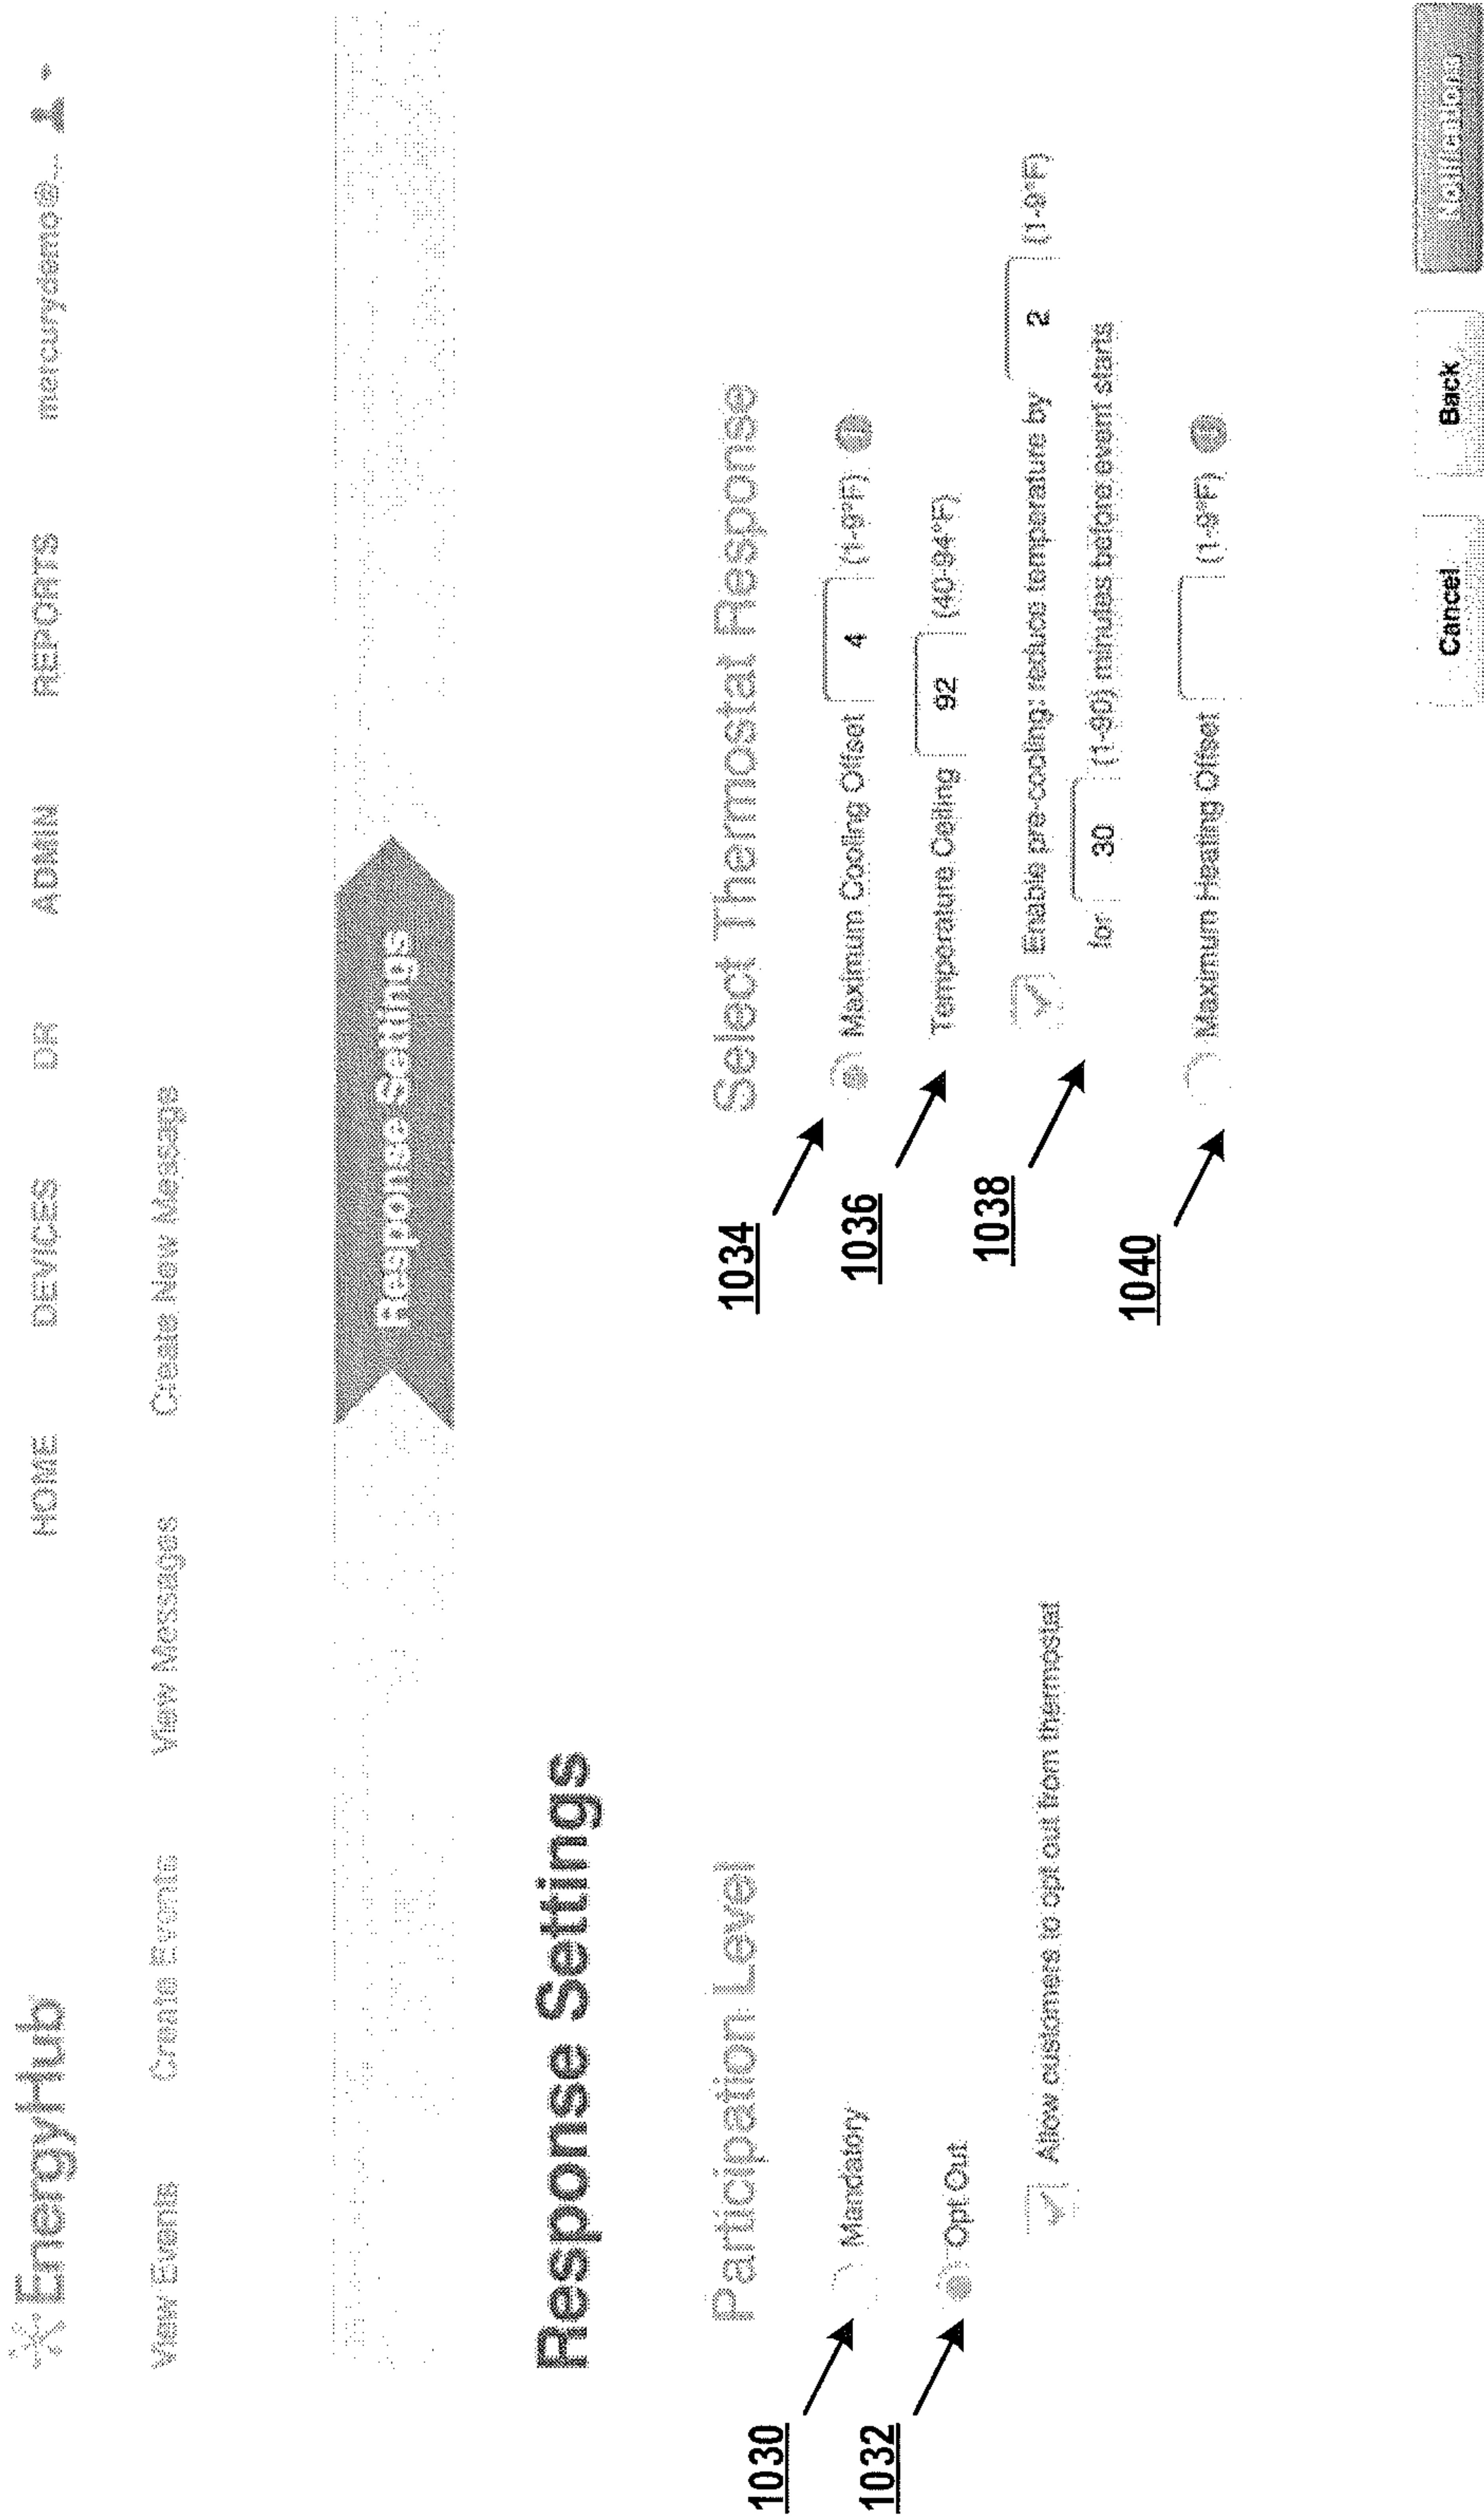 EnergyHub HOME DEVICES DR ADMIN REPORTS mercurydemo@...
View Events Create Events View Messages Create New Message
Response Settings
Response Settings
Participation Level
1030
Mandatory
1032
Opt Out
Allow customers to opt out from thermostat
Select Thermostat Response
1034
Maximum Cooling Offset 4 (1-9°F)
1036
Temperature Ceiling 92 (40-94°F)
1038
Enable pre-cooling: reduce temperature by 2 (1-9°F)
for 30 (1-90) minutes before event starts
1040
Maximum Heating Offset (1-9°F)
Cancel Back Notifications